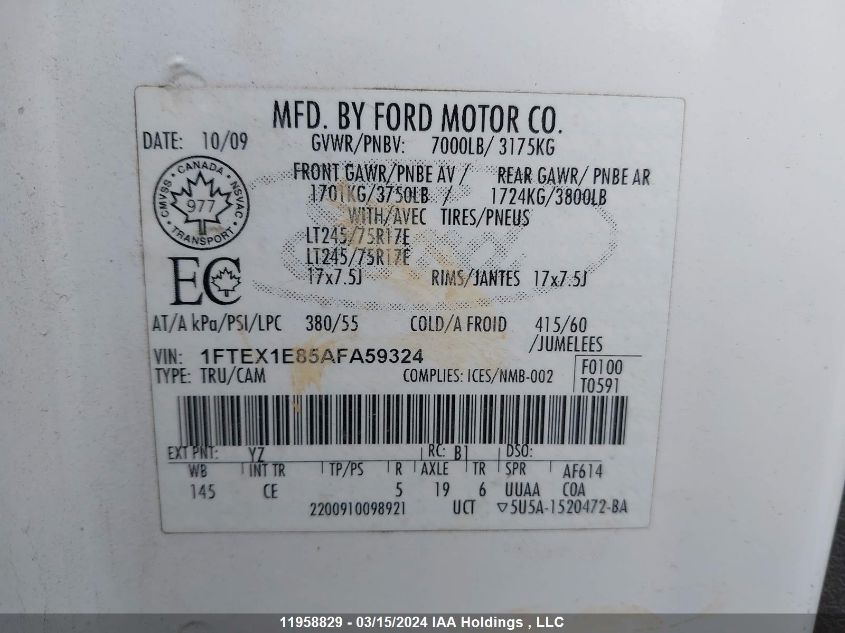 MFD. BY FORD MOTOR CO.
DATE: 10/09 GVWR/PNBV: 7000LB/ 3175KG
FRONT GAWR/PNBE AV / REAR GAWR/ PNBE AR
1701KG/3750LB / 1724KG/3800LB
WITH/AVEC TIRES/PNEUS
CANADA
CMVSS NSVAC
977
TRANSPORT
LT245/75R17E
LT245/75R17E
17x7.5J RIMS/JANTES 17x7.5J
EC
AT/A kPa/PSI/LPC 380/55 COLD/A FROID 415/60
/JUMELEES
VIN: 1FTEX1E85AFA59324
TYPE: TRU/CAM COMPLIES: ICES/NMB-002
F0100
T0591
EXT PNT: YZ RC: B1 DSO:
WB INT TR TP/PS R AXLE TR SPR AF614
145 CE 5 19 6 UUAA COA
2200910098921 UCT ▽5U5A-1520472-BA
11958829 - 03/15/2024 IAA Holdings , LLC